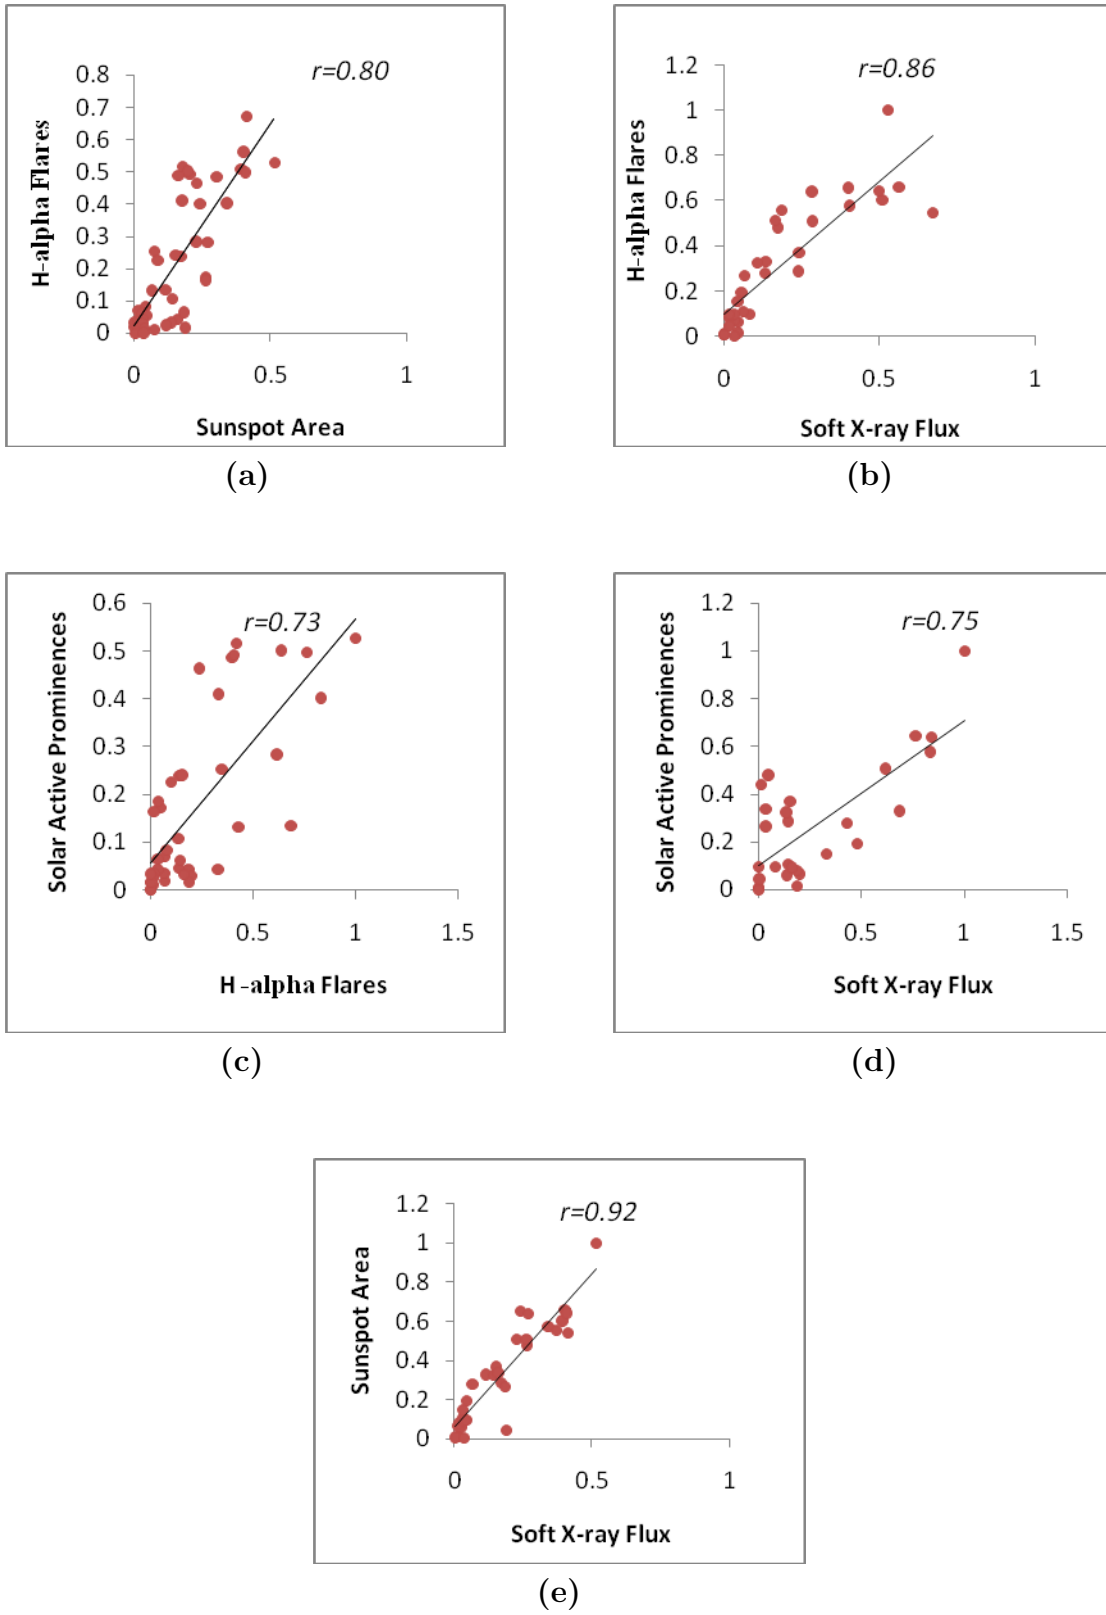 r=0.80
0.8
0.7
0.6
0.5
0.4
0.3
0.2
0.1
0
0 0.5 1
H-alpha Flares
Sunspot Area
(a)
r=0.86
1.2
1
0.8
0.6
0.4
0.2
0
0 0.5 1
H-alpha Flares
Soft X-ray Flux
(b)
r=0.73
0.6
0.5
0.4
0.3
0.2
0.1
0
0 0.5 1 1.5
Solar Active Prominences
H-alpha Flares
(c)
r=0.75
1.2
1
0.8
0.6
0.4
0.2
0
0 0.5 1 1.5
Solar Active Prominences
Soft X-ray Flux
(d)
r=0.92
1.2
1
0.8
0.6
0.4
0.2
0
0 0.5 1
Sunspot Area
Soft X-ray Flux
(e)